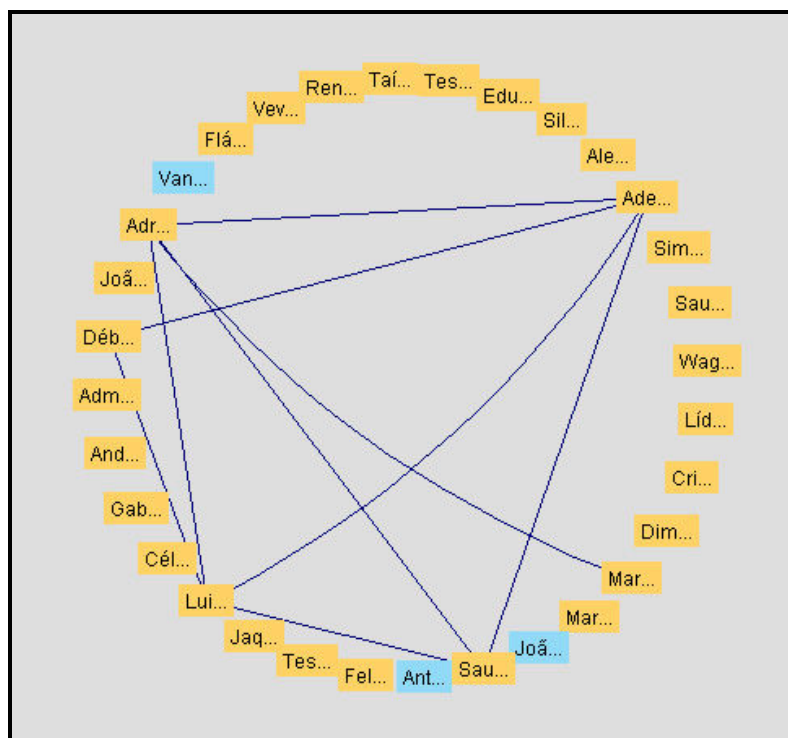 Taí...
Tes...
Edu...
Sil...
Ale...
Ade...
Sim...
Sau...
Wag...
Líd...
Cri...
Dim...
Mar...
Mar...
Joã...
Sau...
Ant...
Fel...
Tes...
Jaq...
Lui...
Cél...
Gab...
And...
Adm...
Déb...
Joã...
Adr...
Van...
Flá...
Vev...
Ren...